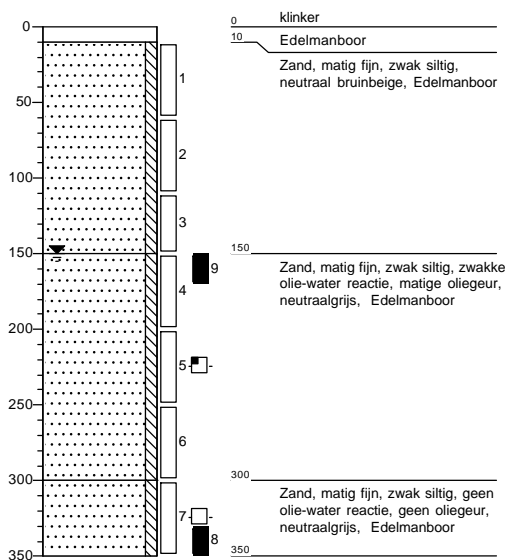 0
50
100
150
200
250
300
350
1
2
3
4
5
6
7
9
8
0 klinker
10 Edelmanboor
Zand, matig fijn, zwak siltig,
neutraal bruinbeige, Edelmanboor
150
Zand, matig fijn, zwak siltig, zwakke
olie-water reactie, matige oliegeur,
neutraalgrijs, Edelmanboor
300
Zand, matig fijn, zwak siltig, geen
olie-water reactie, geen oliegeur,
neutraalgrijs, Edelmanboor
350